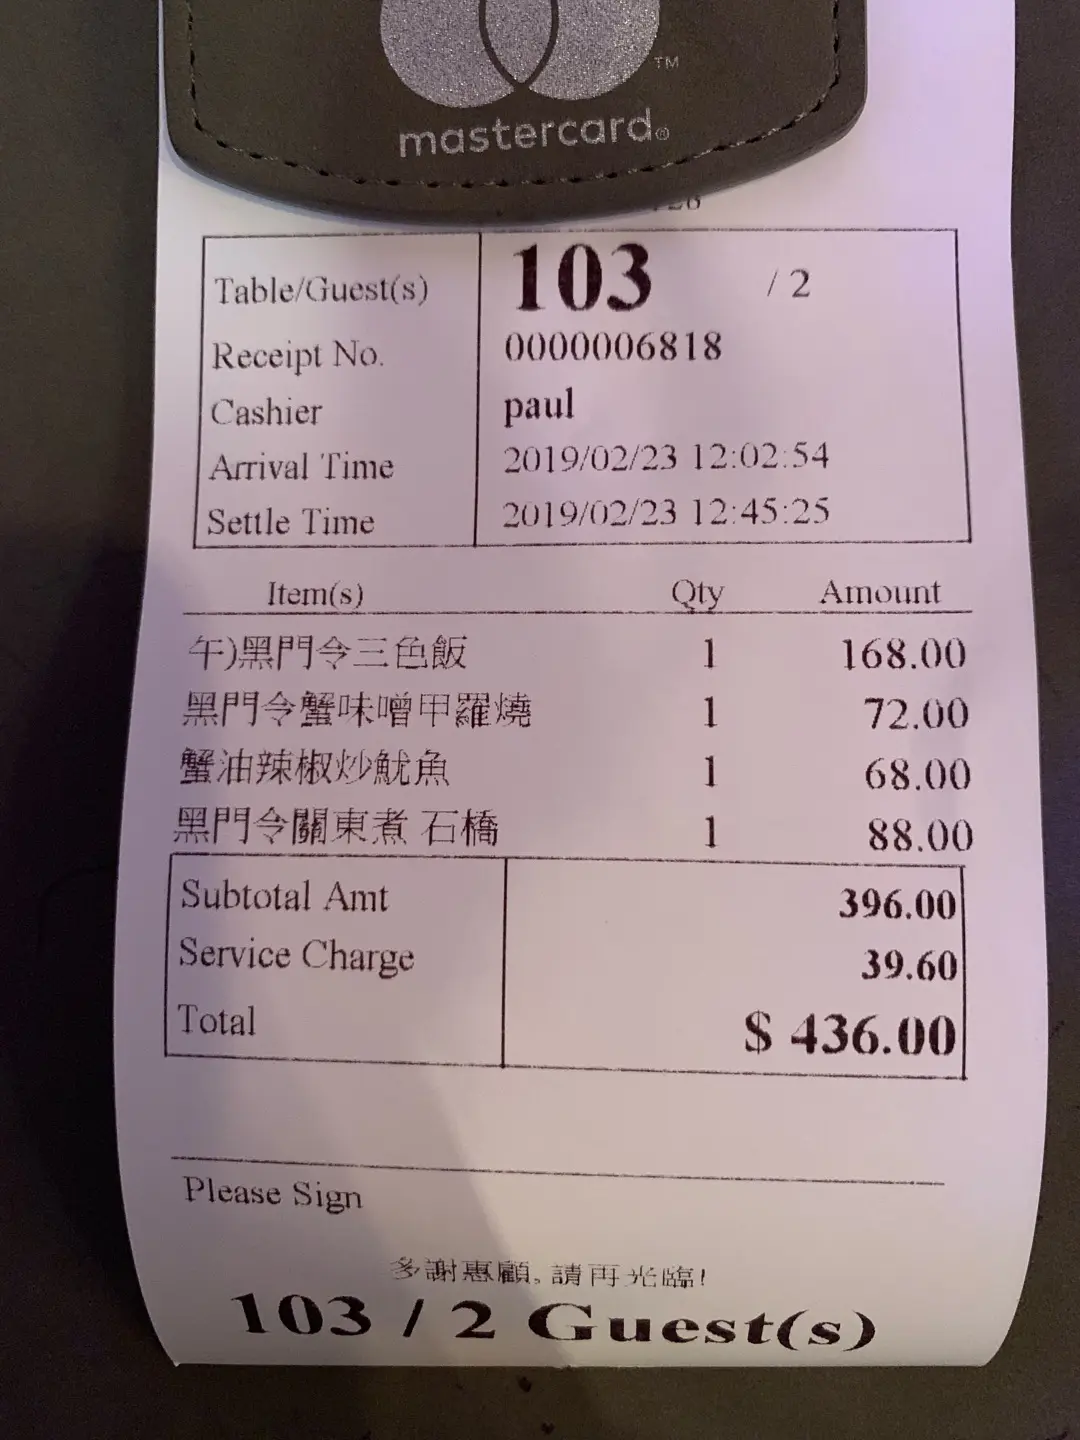 mastercard®
Table/Guest(s) 103 / 2
Receipt No. 0000006818
Cashier paul
Arrival Time 2019/02/23 12:02:54
Settle Time 2019/02/23 12:45:25
Item(s) Qty Amount
午)黑門令三色飯 1 168.00
黑門令蟹味噌甲羅燒 1 72.00
蟹油辣椒炒魷魚 1 68.00
黑門令關東煮 石橋 1 88.00
Subtotal Amt 396.00
Service Charge 39.60
Total $ 436.00
Please Sign
多謝惠顧, 請再光臨!
103 / 2 Guest(s)